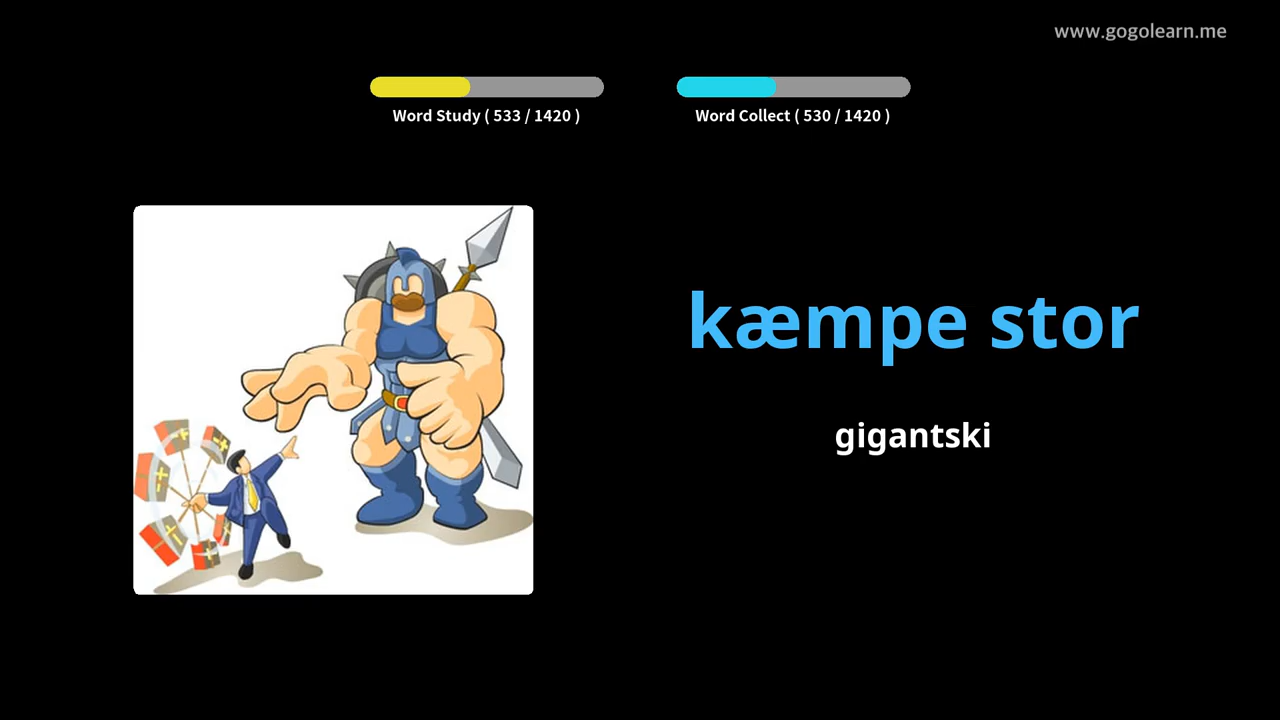 www.gogolearn.me
Word Study ( 533 / 1420 )
Word Collect ( 530 / 1420 )
kæmpe stor
gigantski